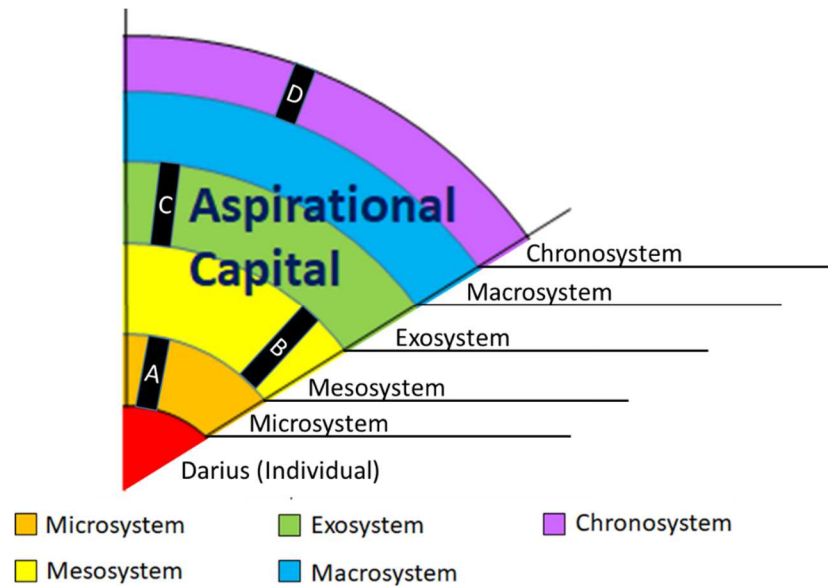 D
C
Aspirational
Capital
B
A
Chronosystem
Macrosystem
Exosystem
Mesosystem
Microsystem
Darius (Individual)
Microsystem
Exosystem
Chronosystem
Mesosystem
Macrosystem